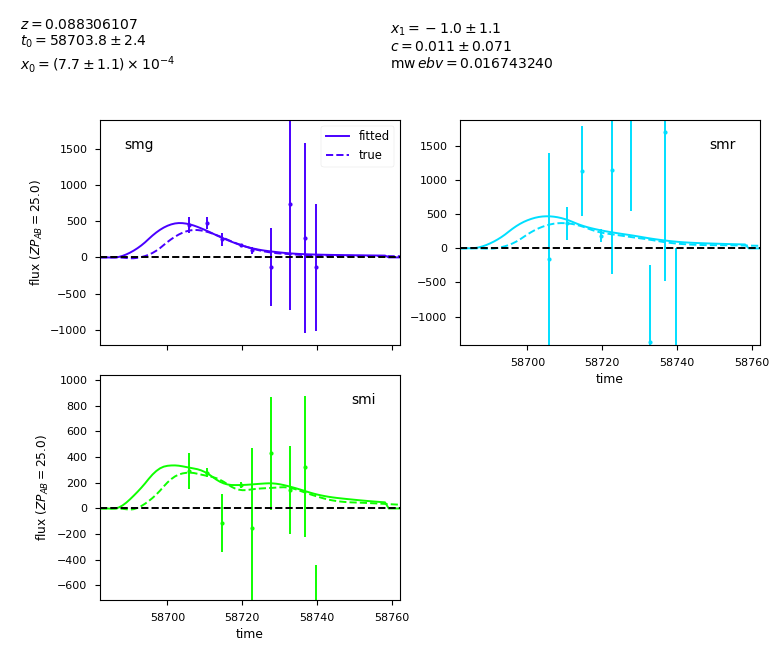 z = 0.088306107
t₀ = 58703.8 ± 2.4
x₀ = (7.7 ± 1.1) × 10⁻⁴
x₁ = −1.0 ± 1.1
c = 0.011 ± 0.071
mw ebv = 0.016743240
smg
fitted
true
1500
1000
500
0
−500
−1000
flux (ZP_AB = 25.0)
smr
1500
1000
500
0
−500
−1000
58700
58720
58740
58760
time
smi
1000
800
600
400
200
0
−200
−400
−600
flux (ZP_AB = 25.0)
58700
58720
58740
58760
time